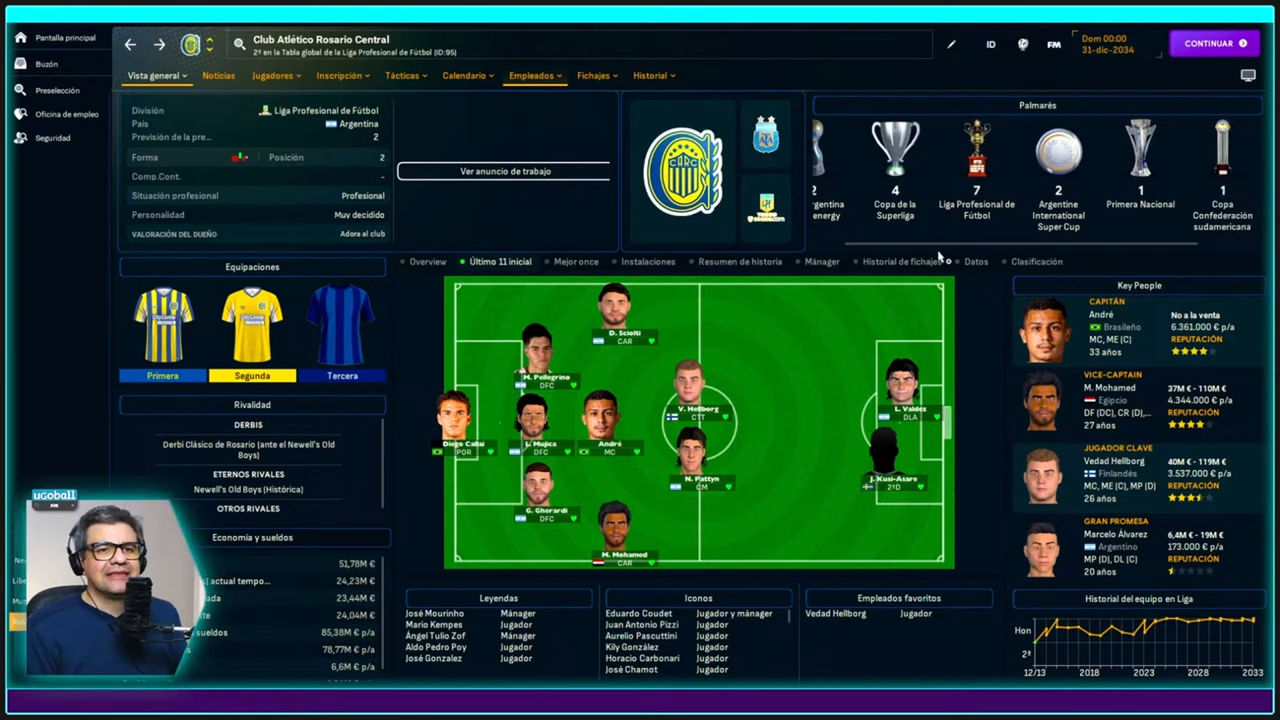 Pantalla principal
Buzón
Preselección
Oficina de empleo
Seguridad
Club Atlético Rosario Central
2ª en la Tabla global de la Liga Profesional de Fútbol (ID:95)
ID
FM
Dom 00:00
31-dic-2034
CONTINUAR
Vista general
Noticias
Jugadores
Inscripción
Tácticas
Calendario
Empleados
Fichajes
Historial
División
Liga Profesional de Fútbol
País
Argentina
Previsión de la pre...
2
Forma
Posición
2
Comp.Cont.
-
Situación profesional
Profesional
Personalidad
Muy decidido
VALORACIÓN DEL DUEÑO
Adora al club
Ver anuncio de trabajo
Palmarés
2
gentina
energy
4
Copa de la
Superliga
7
Liga Profesional de
Fútbol
2
Argentine
International
Super Cup
1
Primera Nacional
1
Copa
Confederación
sudamericana
Overview
Último 11 inicial
Mejor once
Instalaciones
Resumen de historia
Mánager
Historial de fichajes
Datos
Clasificación
Equipaciones
Primera
Segunda
Tercera
Rivalidad
DERBIS
Derbi Clásico de Rosario (ante el Newell's Old
Boys)
ETERNOS RIVALES
Newell's Old Boys (Histórica)
OTROS RIVALES
Economía y sueldos
51,78M €
actual tempo...
24,23M €
23,44M €
24,04M €
sueldos
85,38M € p/a
78,77M € p/a
6,6M € p/a
ugoball
FM
D. Sciolti
CAR
M. Pellegrino
DFC
Diego Callai
POR
L. Mujica
DFC
André
MC
V. Hellborg
CTT
N. Pattyn
CM
L. Valdez
DLA
J. Kusi-Asare
2ºD
G. Gherardi
DFC
M. Mohamed
CAR
Key People
CAPITÁN
André
Brasileño
MC, ME (C)
33 años
No a la venta
6.361.000 € p/a
REPUTACIÓN
VICE-CAPTAIN
M. Mohamed
Egipcio
DF (DC), CR (D),...
27 años
37M € - 110M €
4.344.000 € p/a
REPUTACIÓN
JUGADOR CLAVE
Vedad Hellborg
Finlandés
MC, ME (C), MP (D)
26 años
40M € - 119M €
3.537.000 € p/a
REPUTACIÓN
GRAN PROMESA
Marcelo Álvarez
Argentino
MP (D), DL (C)
20 años
6,4M € - 19M €
173.000 € p/a
REPUTACIÓN
Leyendas
José Mourinho Mánager
Mario Kempes Jugador
Ángel Tulio Zof Mánager
Aldo Pedro Poy Jugador
José Gonzalez Jugador
Iconos
Eduardo Coudet Jugador y mánager
Juan Antonio Pizzi Jugador
Aurelio Pascuttini Jugador
Kily González Jugador
Horacio Carbonari Jugador
José Chamot Jugador
Empleados favoritos
Vedad Hellborg Jugador
Historial del equipo en Liga
Hon
2ª
12/13 2018 2023 2028 2033